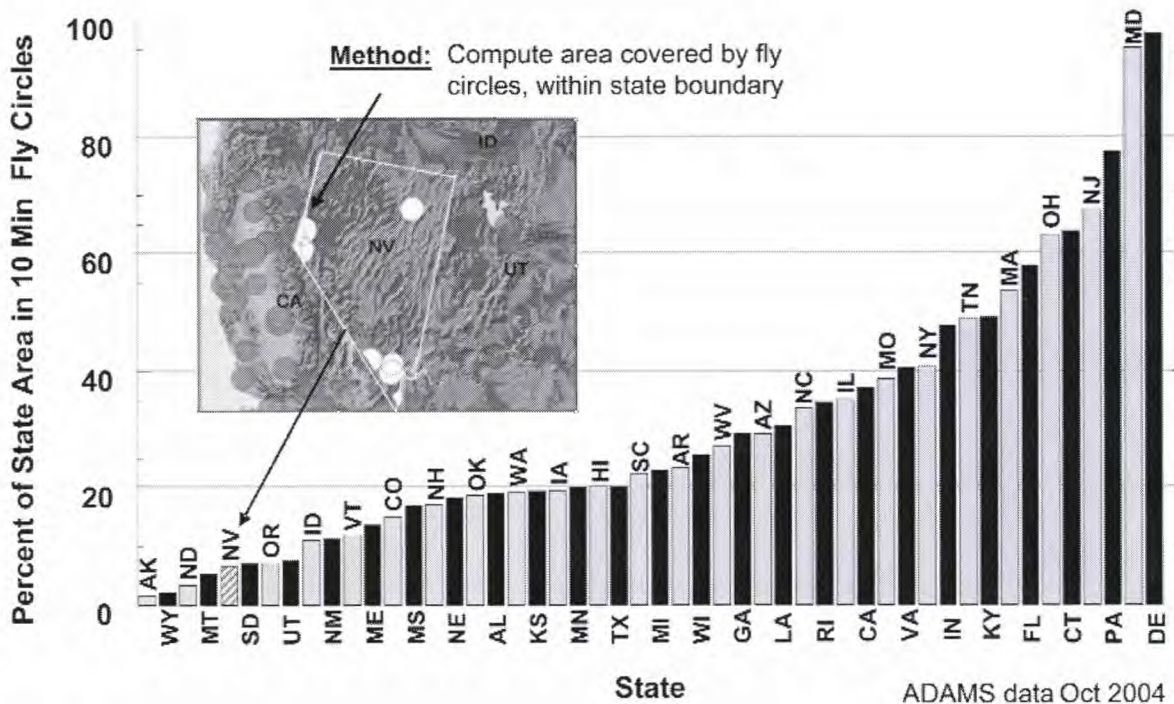 Percent of State Area in 10 Min Fly Circles
100
80
60
40
20
0
Method: Compute area covered by fly
circles, within state boundary
ID
NV
UT
CA
AK
WY
ND
MT
NV
SD
OR
UT
ID
NM
VT
ME
CO
MS
NH
NE
OK
AL
WA
KS
IA
MN
HI
TX
SC
MI
AR
WI
WV
GA
AZ
LA
NC
RI
IL
CA
MO
VA
NY
IN
TN
KY
MA
FL
OH
CT
NJ
PA
MD
DE
State
ADAMS data Oct 2004